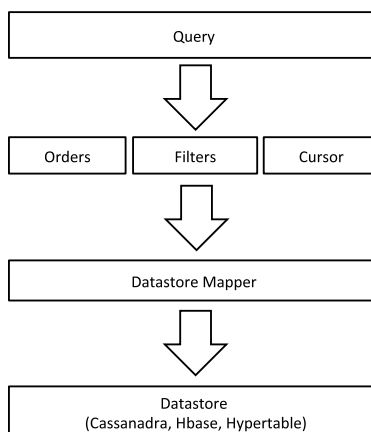 Query
Orders
Filters
Cursor
Datastore Mapper
Datastore
(Cassanadra, Hbase, Hypertable)